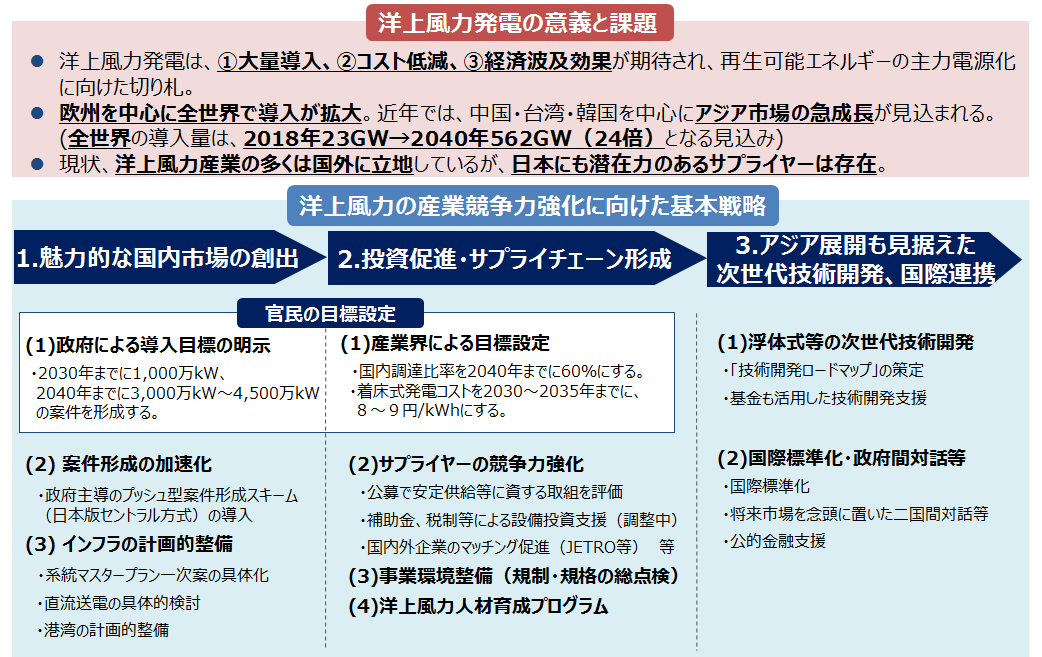 洋上風力発電の意義と課題
● 洋上風力発電は、①大量導入、②コスト低減、③経済波及効果が期待され、再生可能エネルギーの主力電源化
に向けた切り札。
● 欧州を中心に全世界で導入が拡大。近年では、中国・台湾・韓国を中心にアジア市場の急成長が見込まれる。
(全世界の導入量は、2018年23GW→2040年562GW（24倍）となる見込み)
● 現状、洋上風力産業の多くは国外に立地しているが、日本にも潜在力のあるサプライヤーは存在。
洋上風力の産業競争力強化に向けた基本戦略
1.魅力的な国内市場の創出
2.投資促進・サプライチェーン形成
3.アジア展開も見据えた
次世代技術開発、国際連携
官民の目標設定
(1)政府による導入目標の明示
・2030年までに1,000万kW、
2040年までに3,000万kW～4,500万kW
の案件を形成する。
(2) 案件形成の加速化
・政府主導のプッシュ型案件形成スキーム
（日本版セントラル方式）の導入
(3) インフラの計画的整備
・系統マスタープラン一次案の具体化
・直流送電の具体的検討
・港湾の計画的整備
(1)産業界による目標設定
・国内調達比率を2040年までに60%にする。
・着床式発電コストを2030～2035年までに、
８～９円/kWhにする。
(2)サプライヤーの競争力強化
・公募で安定供給等に資する取組を評価
・補助金、税制等による設備投資支援（調整中）
・国内外企業のマッチング促進（JETRO等） 等
(3)事業環境整備（規制・規格の総点検）
(4)洋上風力人材育成プログラム
(1)浮体式等の次世代技術開発
・「技術開発ロードマップ」の策定
・基金も活用した技術開発支援
(2)国際標準化・政府間対話等
・国際標準化
・将来市場を念頭に置いた二国間対話等
・公的金融支援